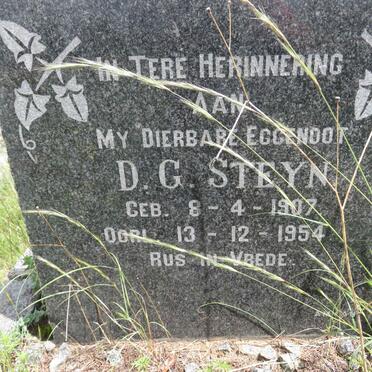 IN TERE HERINNERING
AAN
MY DIERBARE EGGENOOT
D. G. STEYN
GEB. 8-4-1907
OORL. 13-12-1954
RUS IN VREDE.